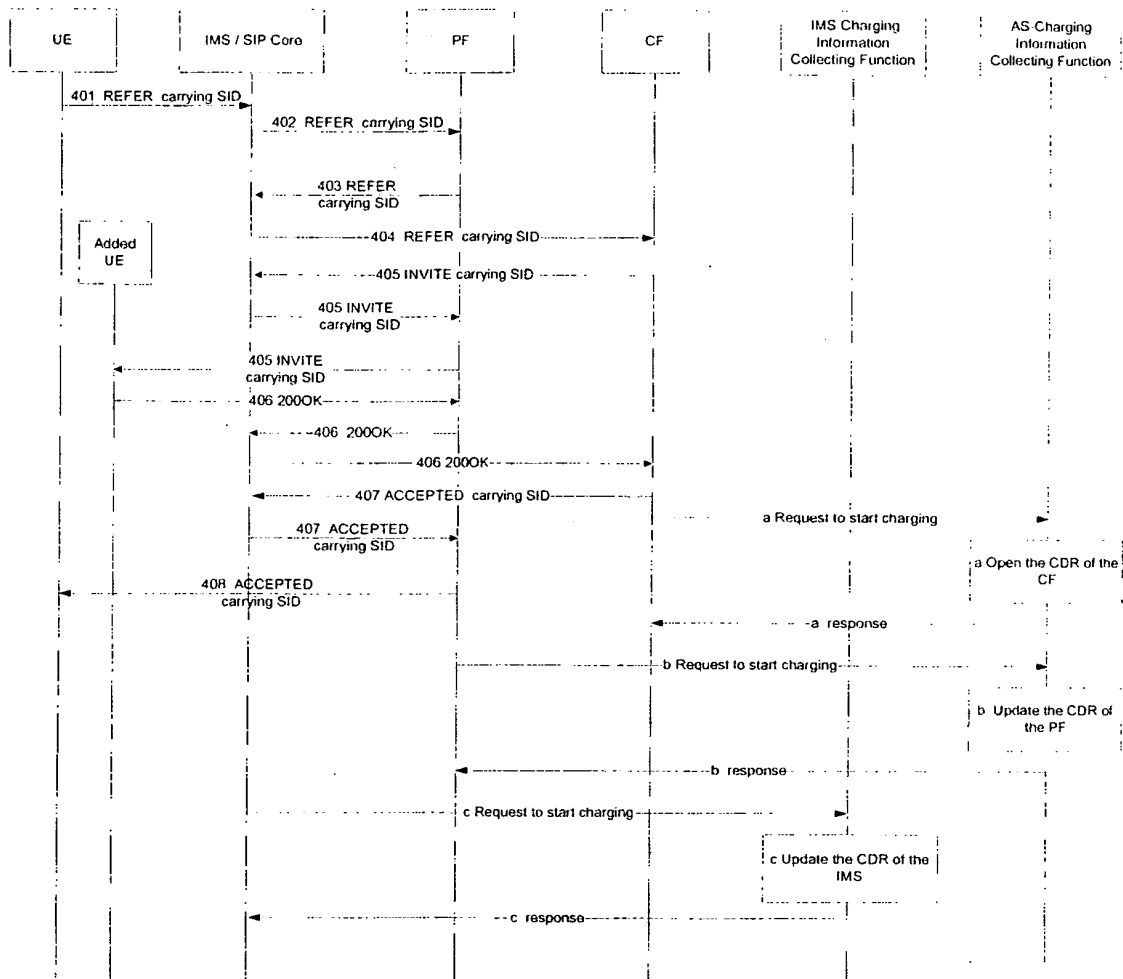 UE
IMS / SIP Core
PF
CF
IMS Charging
Information
Collecting Function
AS-Charging
Information
Collecting Function
401 REFER carrying SID
402 REFER carrying SID
403 REFER
carrying SID
404 REFER carrying SID
Added
UE
405 INVITE carrying SID
405 INVITE
carrying SID
405 INVITE
carrying SID
406 200OK
406 200OK
406 200OK
407 ACCEPTED carrying SID
a Request to start charging
407 ACCEPTED
carrying SID
a Open the CDR of the
CF
408 ACCEPTED
carrying SID
a response
b Request to start charging
b Update the CDR of
the PF
b response
c Request to start charging
c Update the CDR of the
IMS
c response